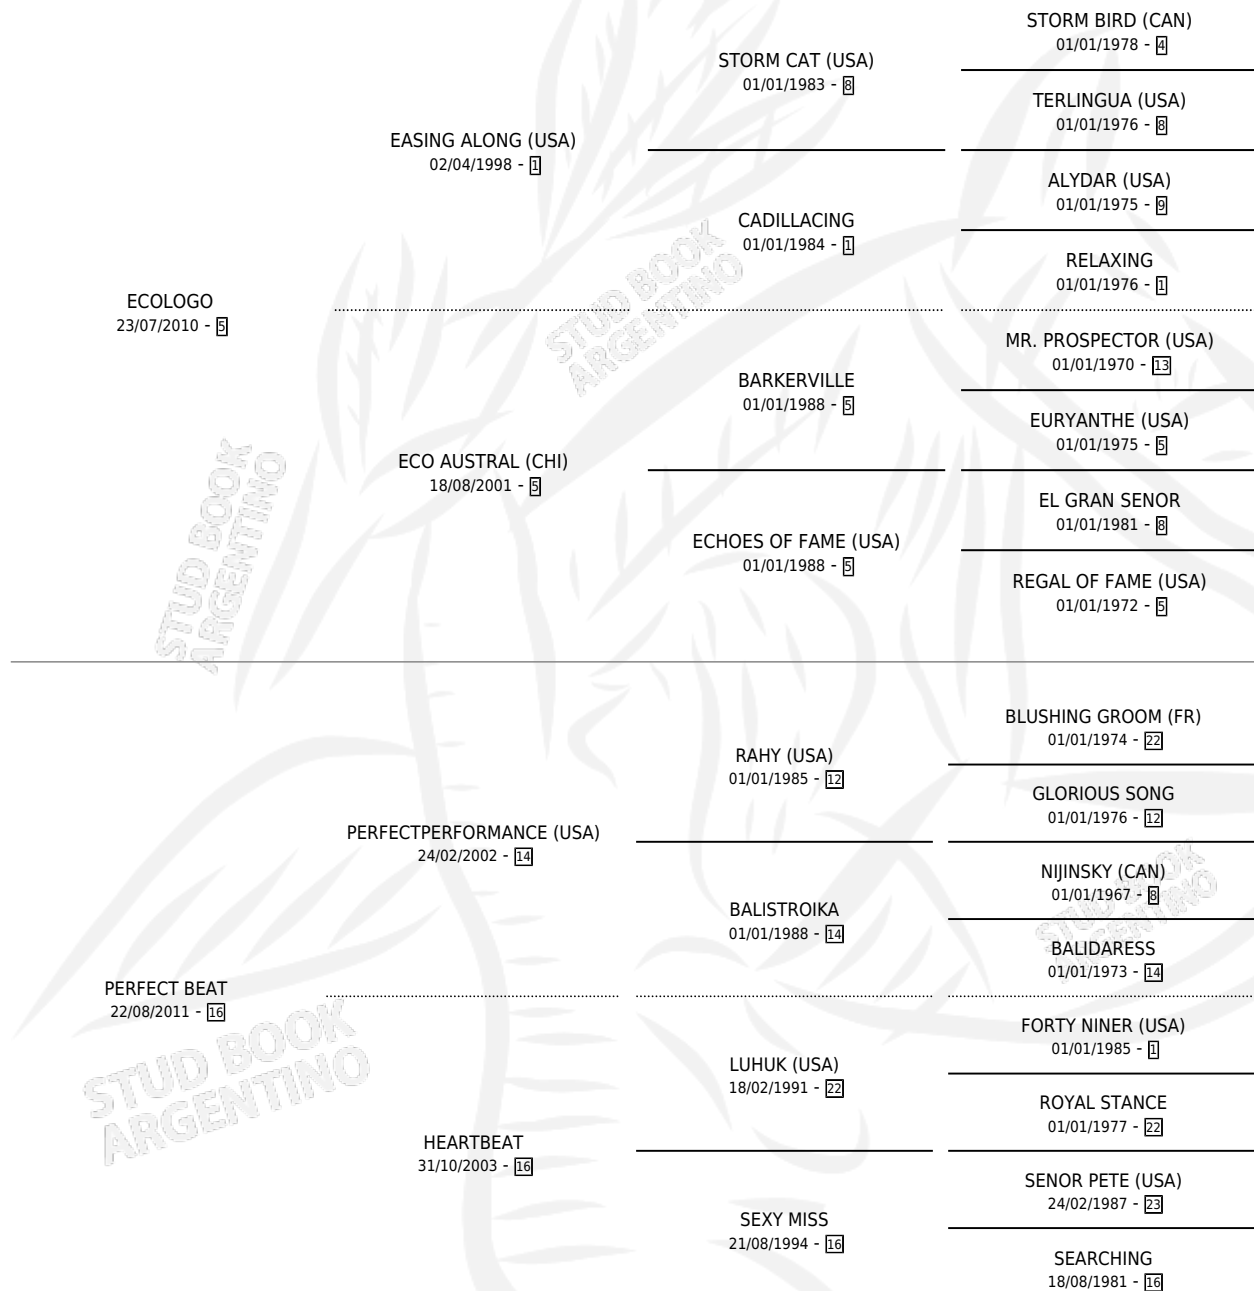 STORM BIRD (CAN)
01/01/1978 - 4
STORM CAT (USA)
01/01/1983 - 8
TERLINGUA (USA)
01/01/1976 - 8
EASING ALONG (USA)
02/04/1998 - 1
ALYDAR (USA)
01/01/1975 - 9
CADILLACING
01/01/1984 - 1
RELAXING
01/01/1976 - 1
ECOLOGO
23/07/2010 - 5
MR. PROSPECTOR (USA)
01/01/1970 - 13
BARKERVILLE
01/01/1988 - 5
EURYANTHE (USA)
01/01/1975 - 5
ECO AUSTRAL (CHI)
18/08/2001 - 5
EL GRAN SENOR
01/01/1981 - 8
ECHOES OF FAME (USA)
01/01/1988 - 5
REGAL OF FAME (USA)
01/01/1972 - 5
BLUSHING GROOM (FR)
01/01/1974 - 22
RAHY (USA)
01/01/1985 - 12
GLORIOUS SONG
01/01/1976 - 12
PERFECTPERFORMANCE (USA)
24/02/2002 - 14
NIJINSKY (CAN)
01/01/1967 - 8
BALISTROIKA
01/01/1988 - 14
BALIDARESS
01/01/1973 - 14
PERFECT BEAT
22/08/2011 - 16
FORTY NINER (USA)
01/01/1985 - 1
LUHUK (USA)
18/02/1991 - 22
ROYAL STANCE
01/01/1977 - 22
HEARTBEAT
31/10/2003 - 16
SENOR PETE (USA)
24/02/1987 - 23
SEXY MISS
21/08/1994 - 16
SEARCHING
18/08/1981 - 16
STUD BOOK
ARGENTINO
STUD BOOK
ARGENTINO
STUD BOOK
ARGENTINO
STUD BOOK
ARGENTINO